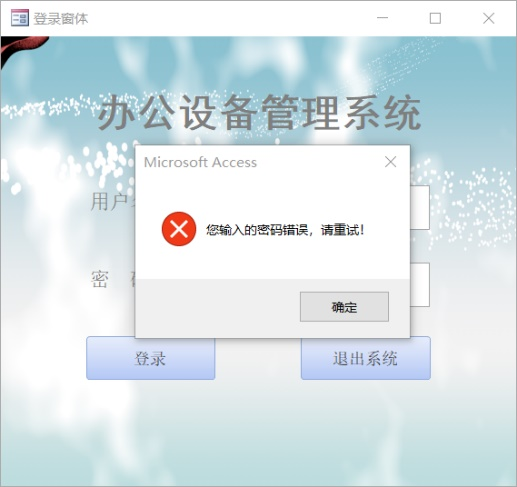 登录窗体
办公设备管理系统
Microsoft Access
用户
您输入的密码错误，请重试！
密
确定
登录
退出系统